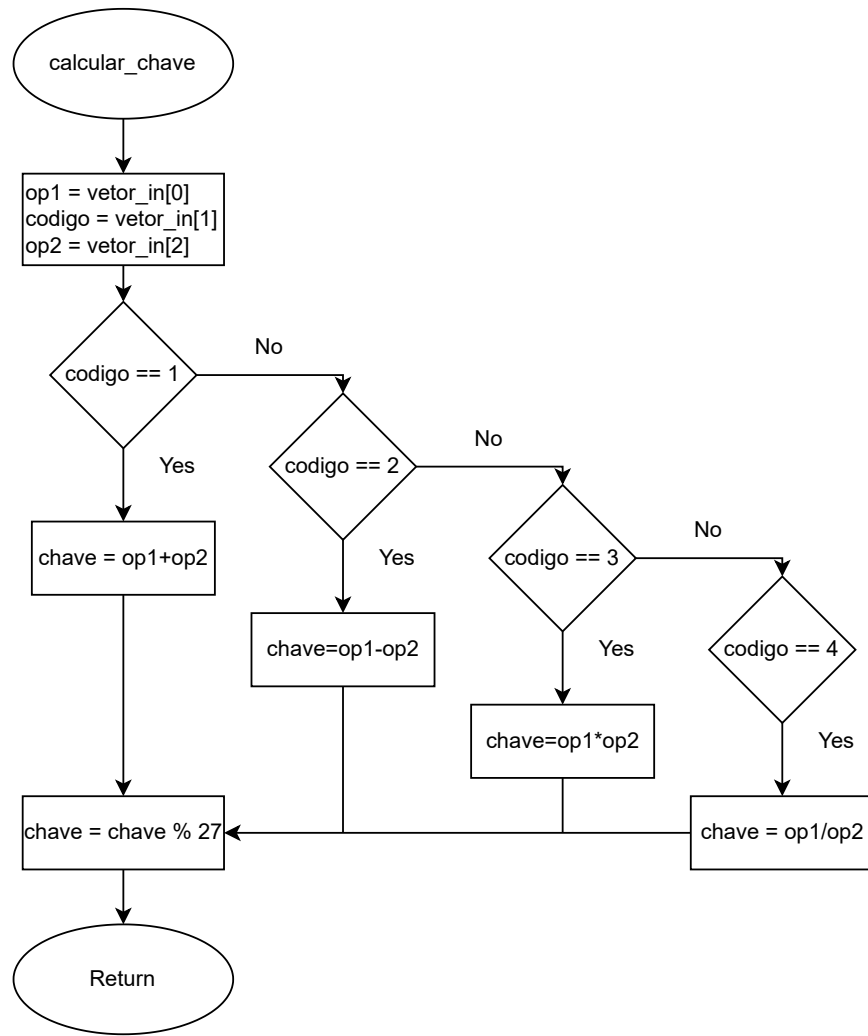 calcular_chave
op1 = vetor_in[0]
codigo = vetor_in[1]
op2 = vetor_in[2]
codigo == 1
No
Yes
codigo == 2
No
Yes
codigo == 3
No
Yes
codigo == 4
Yes
chave = op1+op2
chave=op1-op2
chave=op1*op2
chave = op1/op2
chave = chave % 27
Return